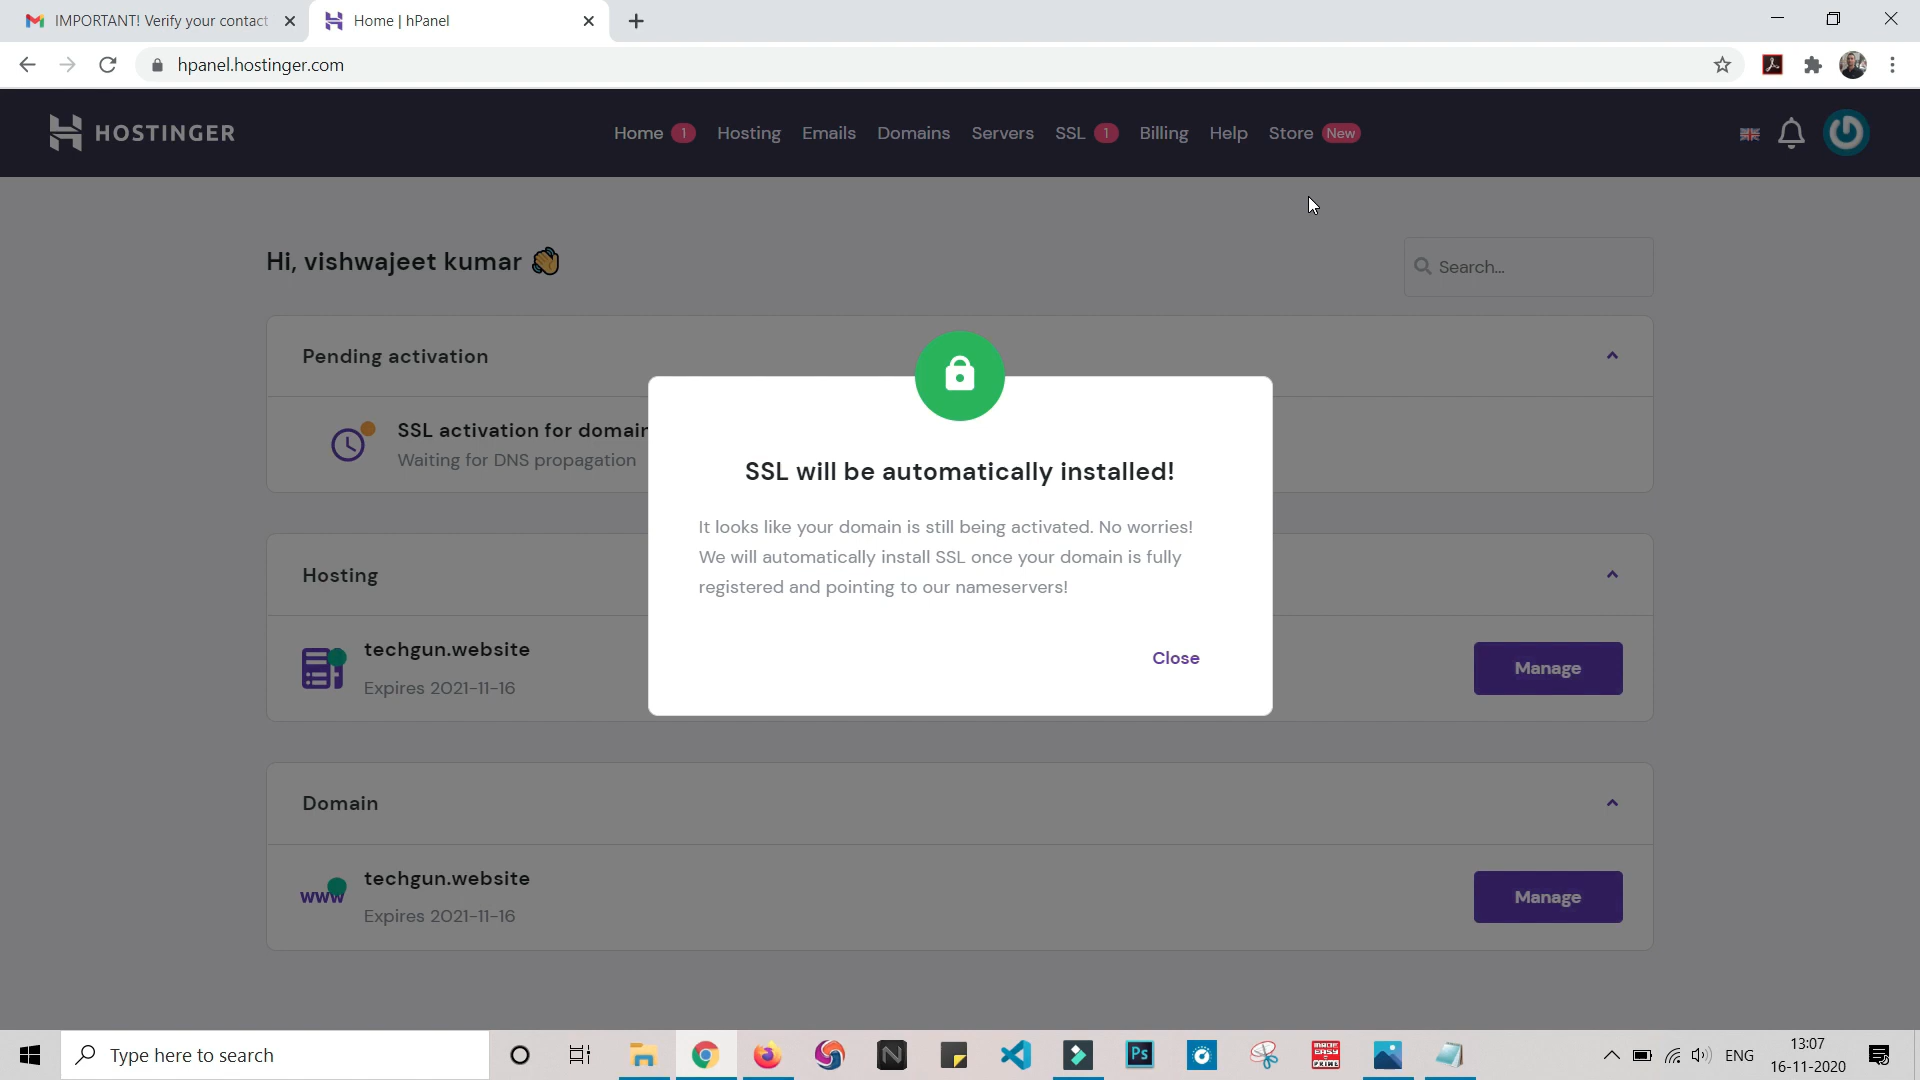 IMPORTANT! Verify your contact
Home | hPanel
hpanel.hostinger.com
HOSTINGER
Home 1 Hosting Emails Domains Servers SSL 1 Billing Help Store New
Hi, vishwajeet kumar
Search...
Pending activation
SSL activation for domain
Waiting for DNS propagation
SSL will be automatically installed!
It looks like your domain is still being activated. No worries!
We will automatically install SSL once your domain is fully
registered and pointing to our nameservers!
Close
Hosting
techgun.website
Expires 2021-11-16
Manage
Domain
www
techgun.website
Expires 2021-11-16
Manage
Type here to search
N
Ps
MADE
EASY
PRIME
ENG
13:07
16-11-2020